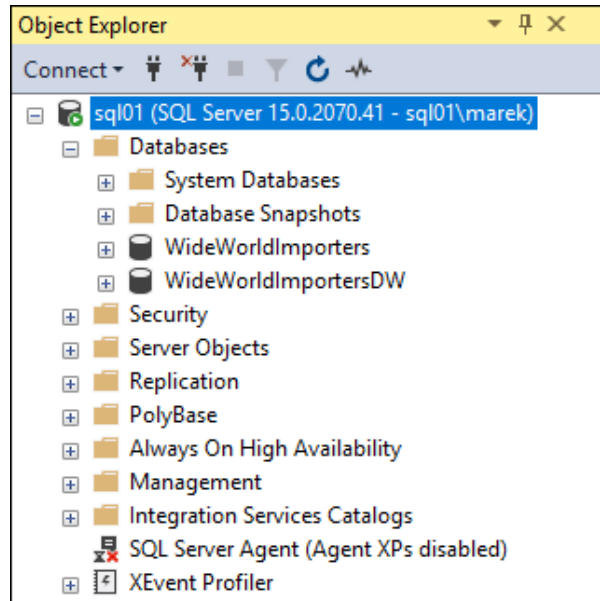 Object Explorer
Connect
sql01 (SQL Server 15.0.2070.41 - sql01\marek)
Databases
System Databases
Database Snapshots
WideWorldImporters
WideWorldImportersDW
Security
Server Objects
Replication
PolyBase
Always On High Availability
Management
Integration Services Catalogs
SQL Server Agent (Agent XPs disabled)
XEvent Profiler